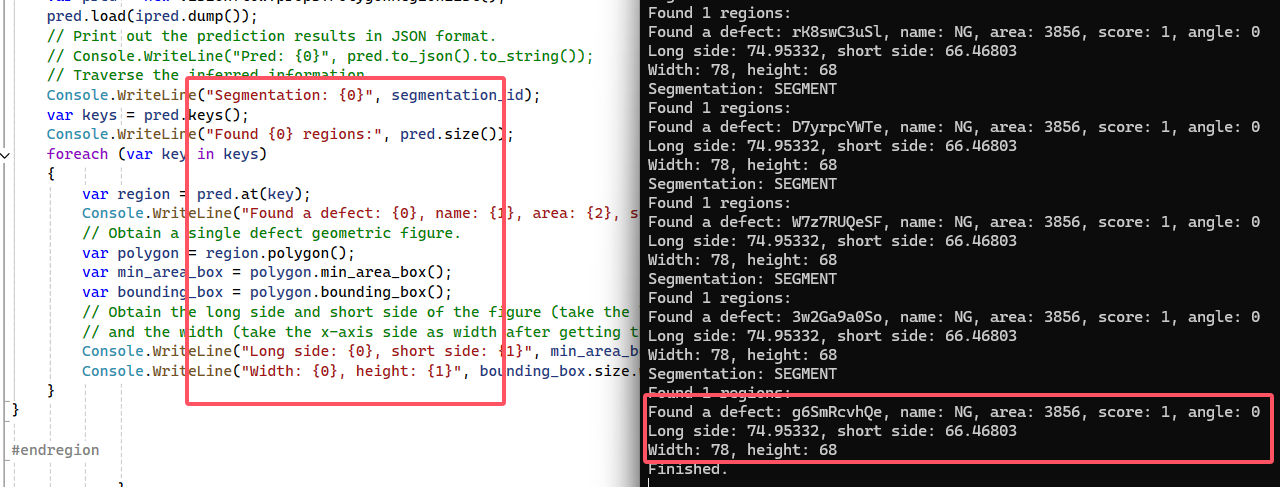 pred.load(ipred.dump());
// Print out the prediction results in JSON format.
// Console.WriteLine("Pred: {0}", pred.to_json().to_string());
// Traverse the inferred information
Console.WriteLine("Segmentation: {0}", segmentation_id);
var keys = pred.keys();
Console.WriteLine("Found {0} regions:", pred.size());
foreach (var key in keys)
{
var region = pred.at(key);
Console.WriteLine("Found a defect: {0}, name: {1}, area: {2}, s
// Obtain a single defect geometric figure.
var polygon = region.polygon();
var min_area_box = polygon.min_area_box();
var bounding_box = polygon.bounding_box();
// Obtain the long side and short side of the figure (take the
// and the width (take the x-axis side as width after getting t
Console.WriteLine("Long side: {0}, short side: {1}", min_area_b
Console.WriteLine("Width: {0}, height: {1}", bounding_box.size.
}
}
#endregion
Found 1 regions:
Found a defect: rK8swC3uSl, name: NG, area: 3856, score: 1, angle: 0
Long side: 74.95332, short side: 66.46803
Width: 78, height: 68
Segmentation: SEGMENT
Found 1 regions:
Found a defect: D7yrpcYWTe, name: NG, area: 3856, score: 1, angle: 0
Long side: 74.95332, short side: 66.46803
Width: 78, height: 68
Segmentation: SEGMENT
Found 1 regions:
Found a defect: W7z7RUQeSF, name: NG, area: 3856, score: 1, angle: 0
Long side: 74.95332, short side: 66.46803
Width: 78, height: 68
Segmentation: SEGMENT
Found 1 regions:
Found a defect: 3w2Ga9a0So, name: NG, area: 3856, score: 1, angle: 0
Long side: 74.95332, short side: 66.46803
Width: 78, height: 68
Segmentation: SEGMENT
Found 1 regions:
Found a defect: g6SmRcvhQe, name: NG, area: 3856, score: 1, angle: 0
Long side: 74.95332, short side: 66.46803
Width: 78, height: 68
Finished.